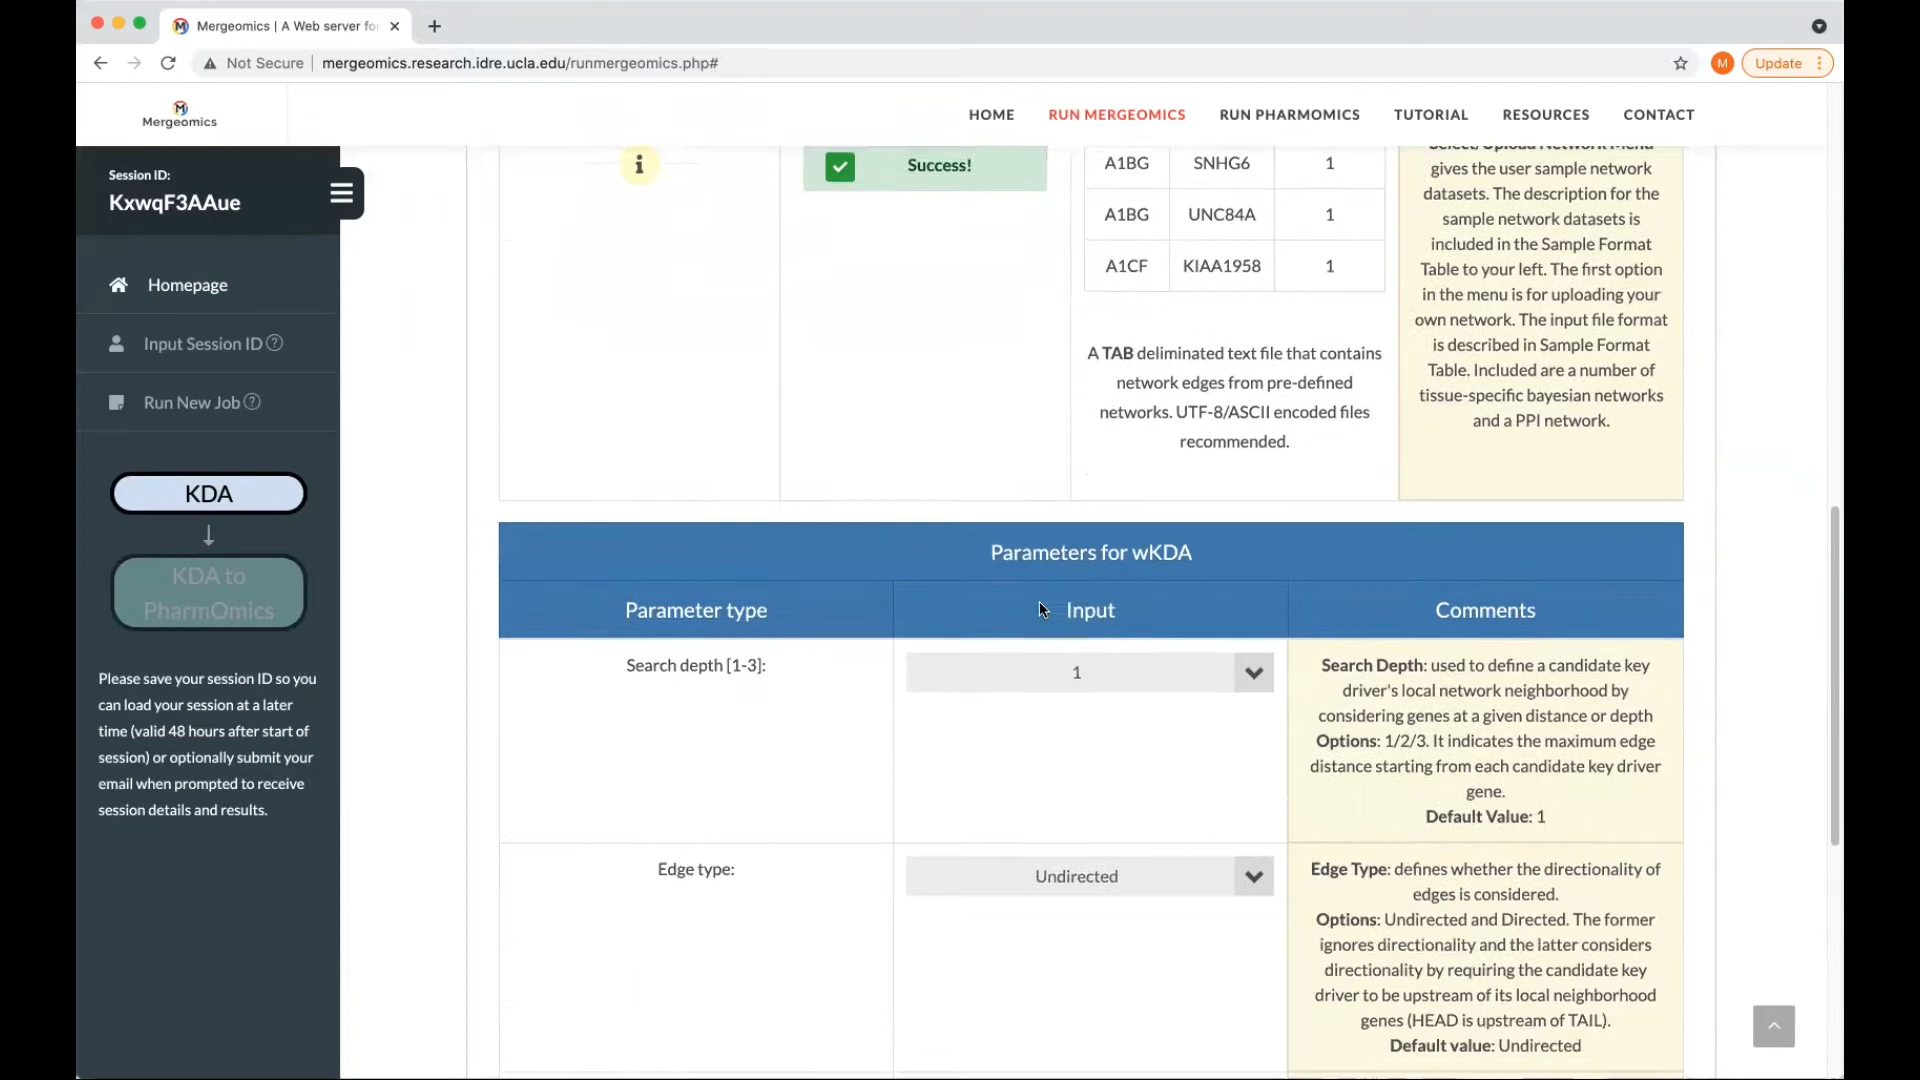 Mergeomics | A Web server fo
Not Secure | mergeomics.research.idre.ucla.edu/runmergeomics.php#
M
Update
Mergeomics
HOME
RUN MERGEOMICS
RUN PHARMOMICS
TUTORIAL
RESOURCES
CONTACT
Session ID:
KxwqF3AAue
Homepage
Input Session ID
Run New Job
KDA
KDA to
PharmOmics
Please save your session ID so you
can load your session at a later
time (valid 48 hours after start of
session) or optionally submit your
email when prompted to receive
session details and results.
Success!
A1BG SNHG6 1
A1BG UNC84A 1
A1CF KIAA1958 1
A TAB deliminated text file that contains
network edges from pre-defined
networks. UTF-8/ASCII encoded files
recommended.
Select/Upload Network Menu
gives the user sample network
datasets. The description for the
sample network datasets is
included in the Sample Format
Table to your left. The first option
in the menu is for uploading your
own network. The input file format
is described in Sample Format
Table. Included are a number of
tissue-specific bayesian networks
and a PPI network.
Parameters for wKDA
Parameter type Input Comments
Search depth [1-3]:
1
Search Depth: used to define a candidate key
driver's local network neighborhood by
considering genes at a given distance or depth
Options: 1/2/3. It indicates the maximum edge
distance starting from each candidate key driver
gene.
Default Value: 1
Edge type:
Undirected
Edge Type: defines whether the directionality of
edges is considered.
Options: Undirected and Directed. The former
ignores directionality and the latter considers
directionality by requiring the candidate key
driver to be upstream of its local neighborhood
genes (HEAD is upstream of TAIL).
Default value: Undirected